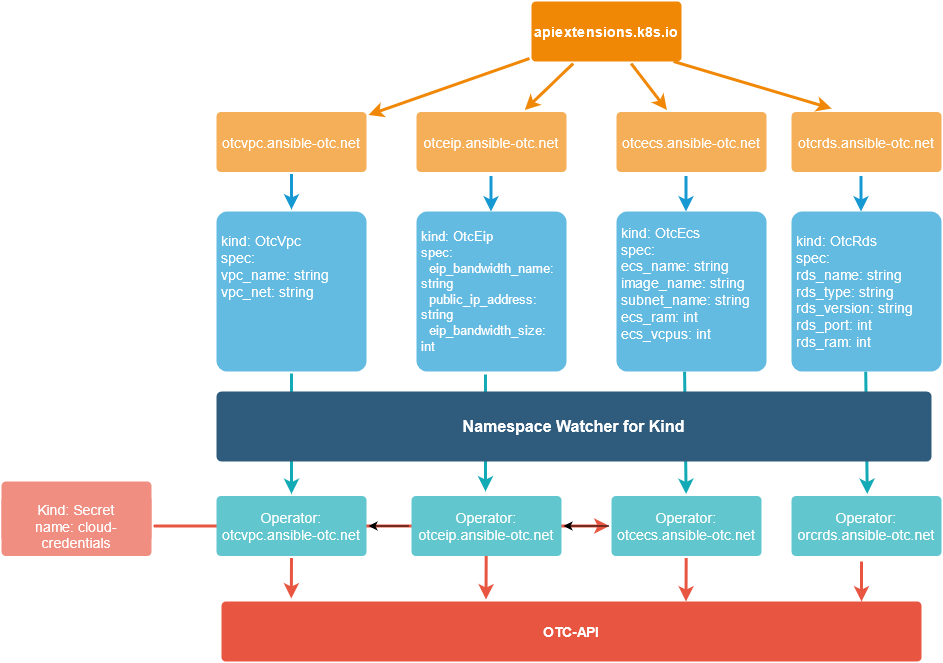 apiextensions.k8s.io
otcvpc.ansible-otc.net
otceip.ansible-otc.net
otcecs.ansible-otc.net
otcrds.ansible-otc.net
kind: OtcVpc
spec:
vpc_name: string
vpc_net: string
kind: OtcEip
spec:
eip_bandwidth_name:
string
public_ip_address:
string
eip_bandwidth_size:
int
kind: OtcEcs
spec:
ecs_name: string
image_name: string
subnet_name: string
ecs_ram: int
ecs_vcpus: int
kind: OtcRds
spec:
rds_name: string
rds_type: string
rds_version: string
rds_port: int
rds_ram: int
Namespace Watcher for Kind
Kind: Secret
name: cloud-
credentials
Operator:
otcvpc.ansible-otc.net
Operator:
otceip.ansible-otc.net
Operator:
otcecs.ansible-otc.net
Operator:
orcrds.ansible-otc.net
OTC-API